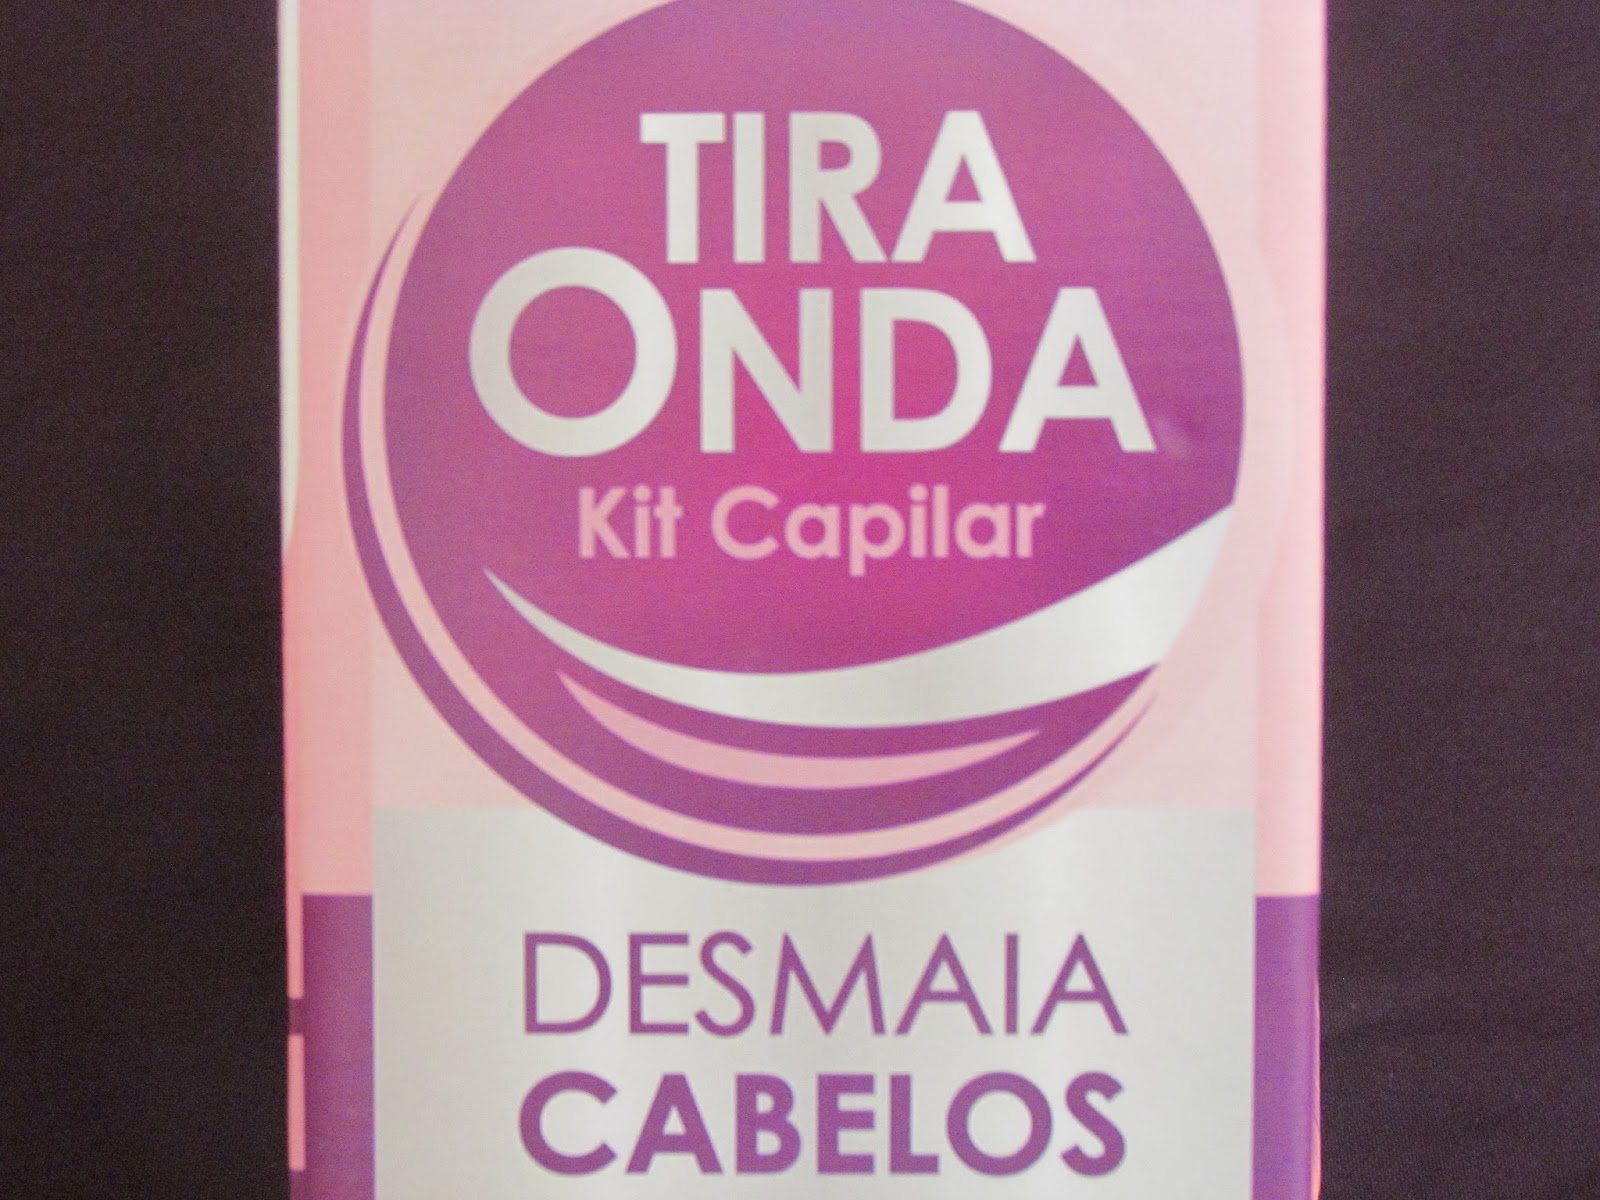 TIRA
ONDA
Kit Capilar
DESMAIA
CABELOS